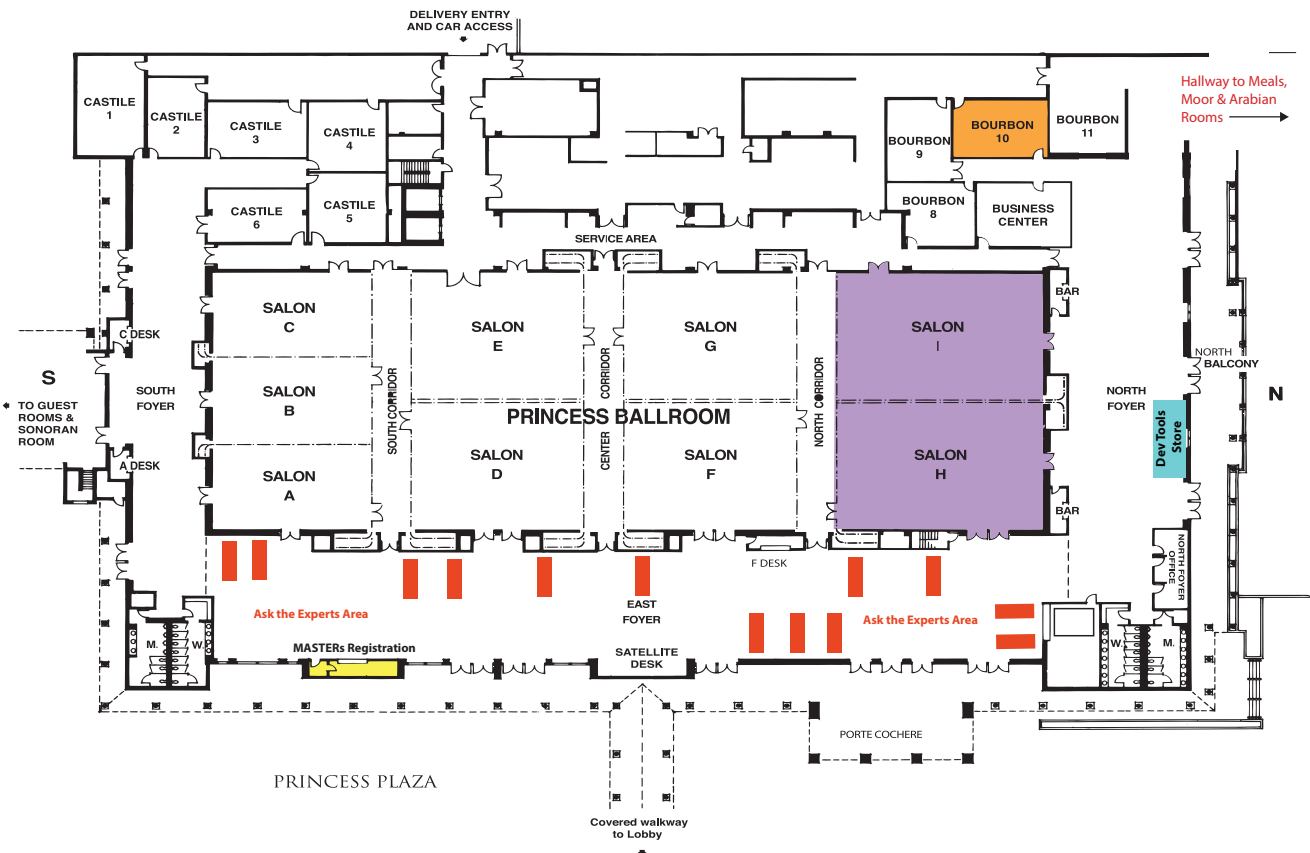 DELIVERY ENTRY
AND CAR ACCESS
CASTILE
1
CASTILE
2
CASTILE
3
CASTILE
4
CASTILE
5
CASTILE
6
BOURBON
9
BOURBON
10
BOURBON
11
BOURBON
8
BUSINESS
CENTER
Hallway to Meals,
Moor & Arabian
Rooms
SERVICE AREA
SALON
C
SALON
B
SALON
A
SALON
E
SALON
D
SALON
G
SALON
F
SALON
I
SALON
H
PRINCESS BALLROOM
SOUTH CORRIDOR
CENTER CORRIDOR
NORTH CORRIDOR
BAR
BAR
C DESK
A DESK
S
TO GUEST
ROOMS &
SONORAN
ROOM
SOUTH
FOYER
NORTH
FOYER
NORTH
BALCONY
N
Dev Tools
Store
NORTH FOYER
OFFICE
F DESK
EAST
FOYER
Ask the Experts Area
Ask the Experts Area
MASTERs Registration
SATELLITE
DESK
M.
W.
W.
M.
PORTE COCHERE
PRINCESS PLAZA
Covered walkway
to Lobby